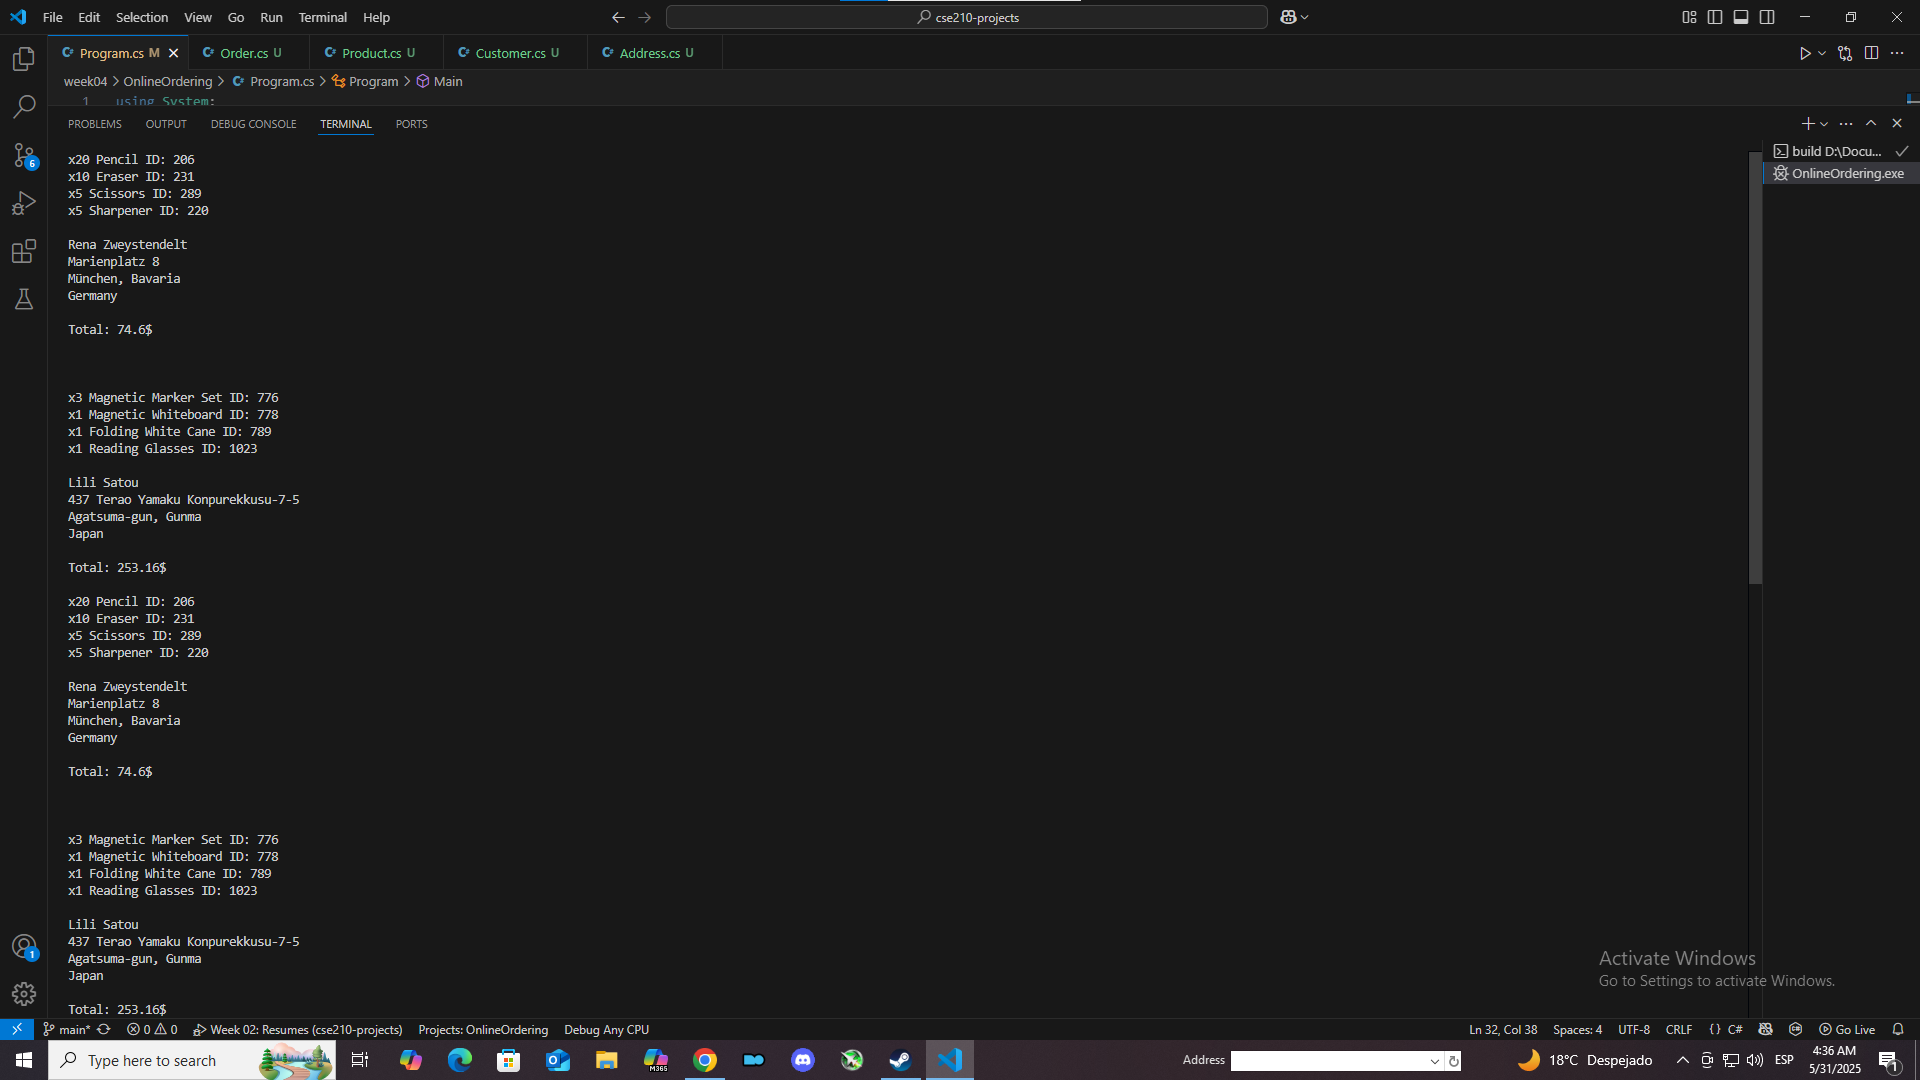 File Edit Selection View Go Run Terminal Help
cse210-projects
Program.cs M
Order.cs U
Product.cs U
Customer.cs U
Address.cs U
week04 > OnlineOrdering > Program.cs > Program > Main
1 using System;
PROBLEMS OUTPUT DEBUG CONSOLE TERMINAL PORTS
build D:\Docu...
OnlineOrdering.exe
x20 Pencil ID: 206
x10 Eraser ID: 231
x5 Scissors ID: 289
x5 Sharpener ID: 220
Rena Zweystendelt
Marienplatz 8
München, Bavaria
Germany
Total: 74.6$
x3 Magnetic Marker Set ID: 776
x1 Magnetic Whiteboard ID: 778
x1 Folding White Cane ID: 789
x1 Reading Glasses ID: 1023
Lili Satou
437 Terao Yamaku Konpurekkusu-7-5
Agatsuma-gun, Gunma
Japan
Total: 253.16$
x20 Pencil ID: 206
x10 Eraser ID: 231
x5 Scissors ID: 289
x5 Sharpener ID: 220
Rena Zweystendelt
Marienplatz 8
München, Bavaria
Germany
Total: 74.6$
x3 Magnetic Marker Set ID: 776
x1 Magnetic Whiteboard ID: 778
x1 Folding White Cane ID: 789
x1 Reading Glasses ID: 1023
Lili Satou
437 Terao Yamaku Konpurekkusu-7-5
Agatsuma-gun, Gunma
Japan
Total: 253.16$
6
1
Activate Windows
Go to Settings to activate Windows.
main* 0 0 Week 02: Resumes (cse210-projects) Projects: OnlineOrdering Debug Any CPU
Ln 32, Col 38 Spaces: 4 UTF-8 CRLF {} C# Go Live
Type here to search
M365
Address
18°C Despejado
ESP
4:36 AM
5/31/2025
1